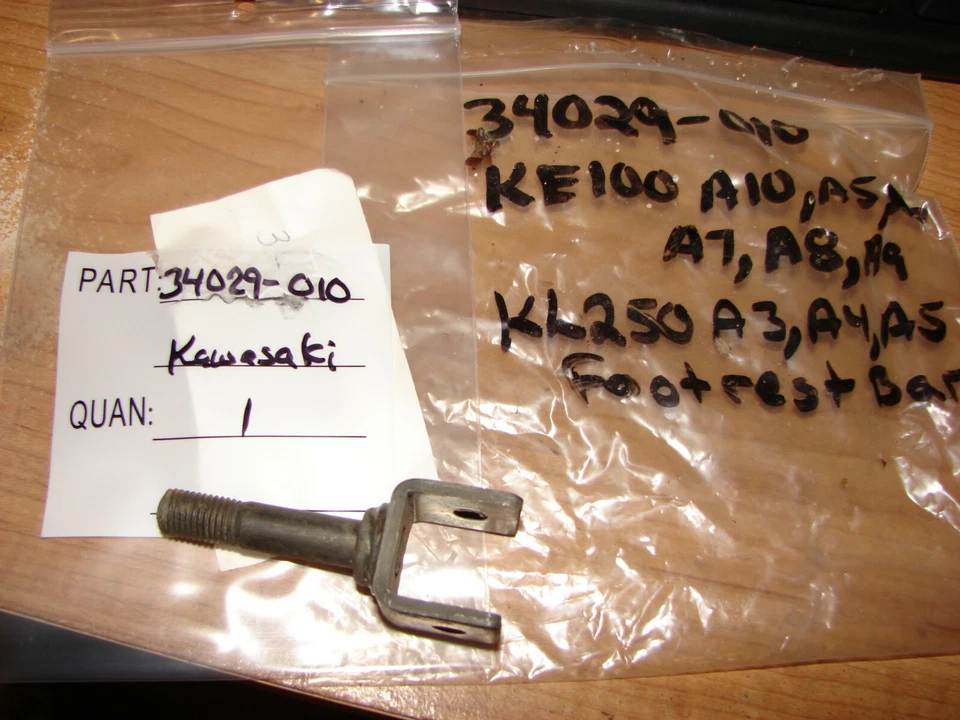 PART: 34029-010
Kawasaki
QUAN: 1
34029-010
KE100 A10, A5,
A7, A8, A9
KL250 A3, A4, A5
Footrest Bar